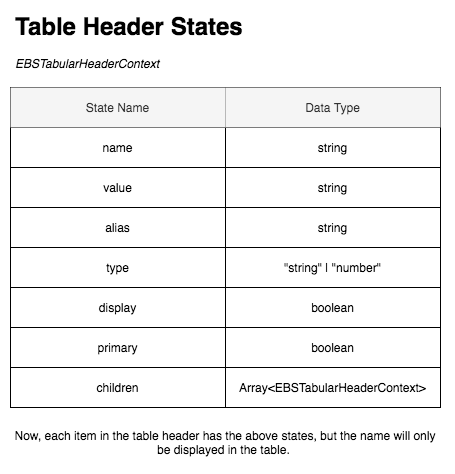 Table Header States
EBSTabularHeaderContext
State Name Data Type
name string
value string
alias string
type "string" | "number"
display boolean
primary boolean
children Array<EBSTabularHeaderContext>
Now, each item in the table header has the above states, but the name will only
be displayed in the table.